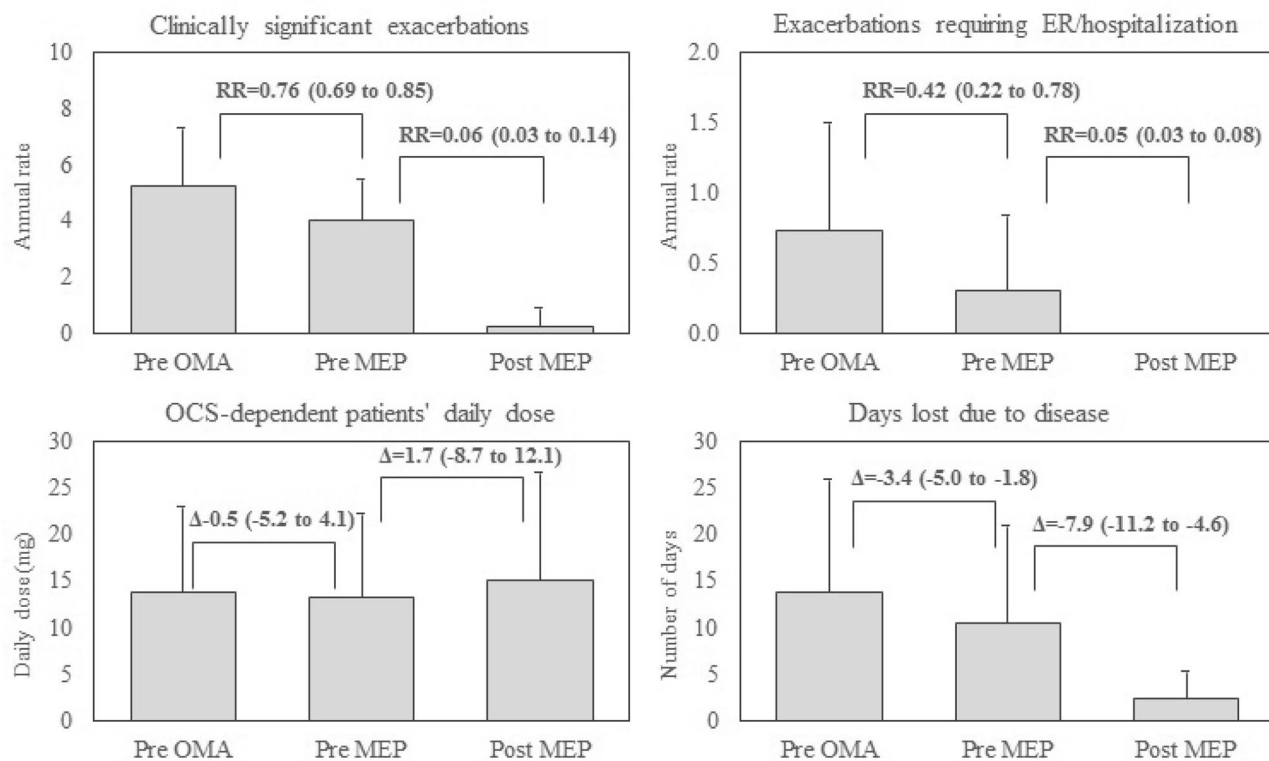 Clinically significant exacerbations
10
8
6
4
2
0
Annual rate
RR=0.76 (0.69 to 0.85)
RR=0.06 (0.03 to 0.14)
Pre OMA Pre MEP Post MEP
Exacerbations requiring ER/hospitalization
2.0
1.5
1.0
0.5
0.0
Annual rate
RR=0.42 (0.22 to 0.78)
RR=0.05 (0.03 to 0.08)
Pre OMA Pre MEP Post MEP
OCS-dependent patients' daily dose
30
25
20
15
10
5
0
Daily dose(mg)
Δ=1.7 (-8.7 to 12.1)
Δ-0.5 (-5.2 to 4.1)
Pre OMA Pre MEP Post MEP
Days lost due to disease
30
25
20
15
10
5
0
Number of days
Δ=-3.4 (-5.0 to -1.8)
Δ=-7.9 (-11.2 to -4.6)
Pre OMA Pre MEP Post MEP